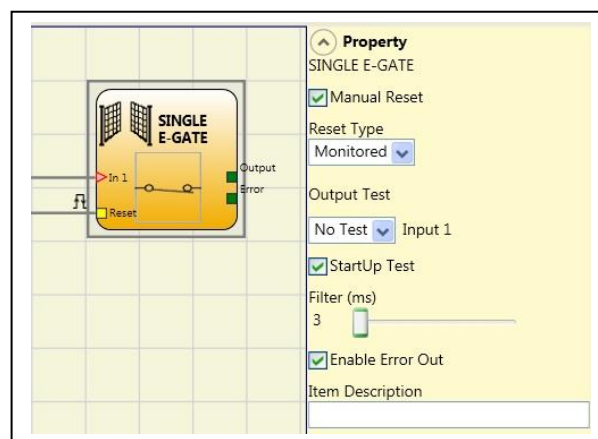 SINGLE
E-GATE
In 1
Reset
Output
Error
Property
SINGLE E-GATE
Manual Reset
Reset Type
Monitored
Output Test
No Test Input 1
StartUp Test
Filter (ms)
3
Enable Error Out
Item Description